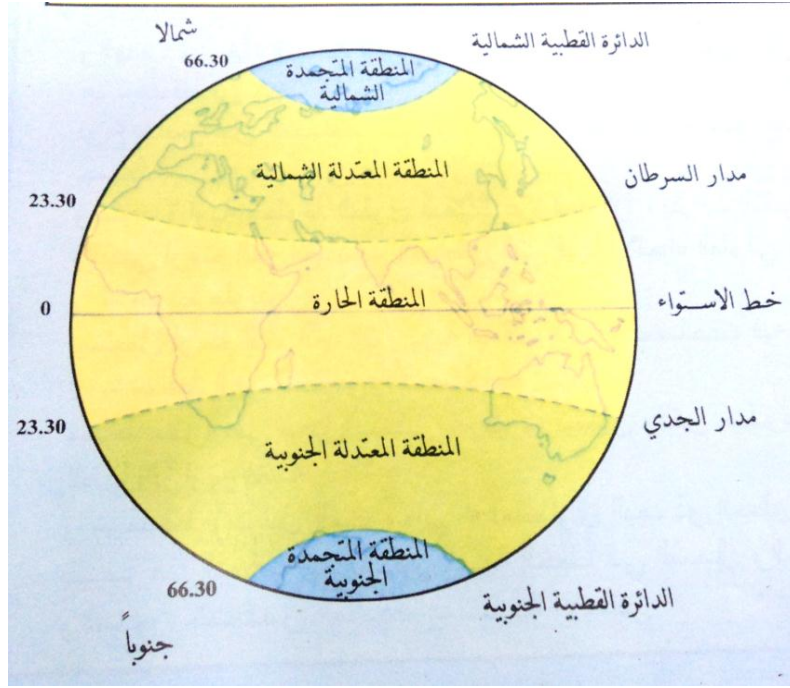 شمالا
الدائرة القطبية الشمالية
66.30
المنطقة المتجمدة
الشمالية
المنطقة المعتدلة الشمالية
مدار السرطان
23.30
المنطقة الحارة
خط الاستواء
0
مدار الجدي
23.30
المنطقة المعتدلة الجنوبية
المنطقة المتجمدة
الجنوبية
66.30
الدائرة القطبية الجنوبية
جنوباً